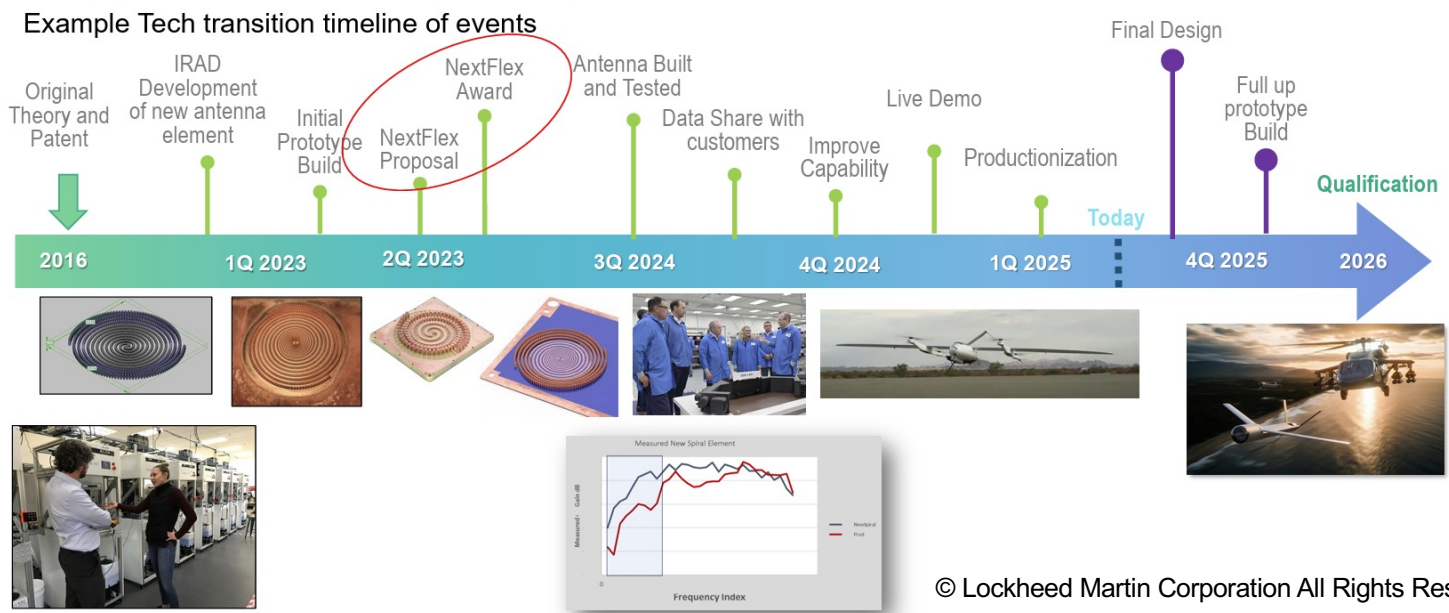 Example Tech transition timeline of events
Original
Theory and
Patent
IRAD
Development
of new antenna
element
Initial
Prototype
Build
NextFlex
Proposal
NextFlex
Award
Antenna Built
and Tested
Data Share with
customers
Improve
Capability
Live Demo
Productionization
Today
Final Design
Full up
prototype
Build
Qualification
2016
1Q 2023
2Q 2023
3Q 2024
4Q 2024
1Q 2025
4Q 2025
2026
Measured New Spiral Element
Measured - Gain dB
NewSpiral
Prod
0
Frequency Index
© Lockheed Martin Corporation All Rights Res